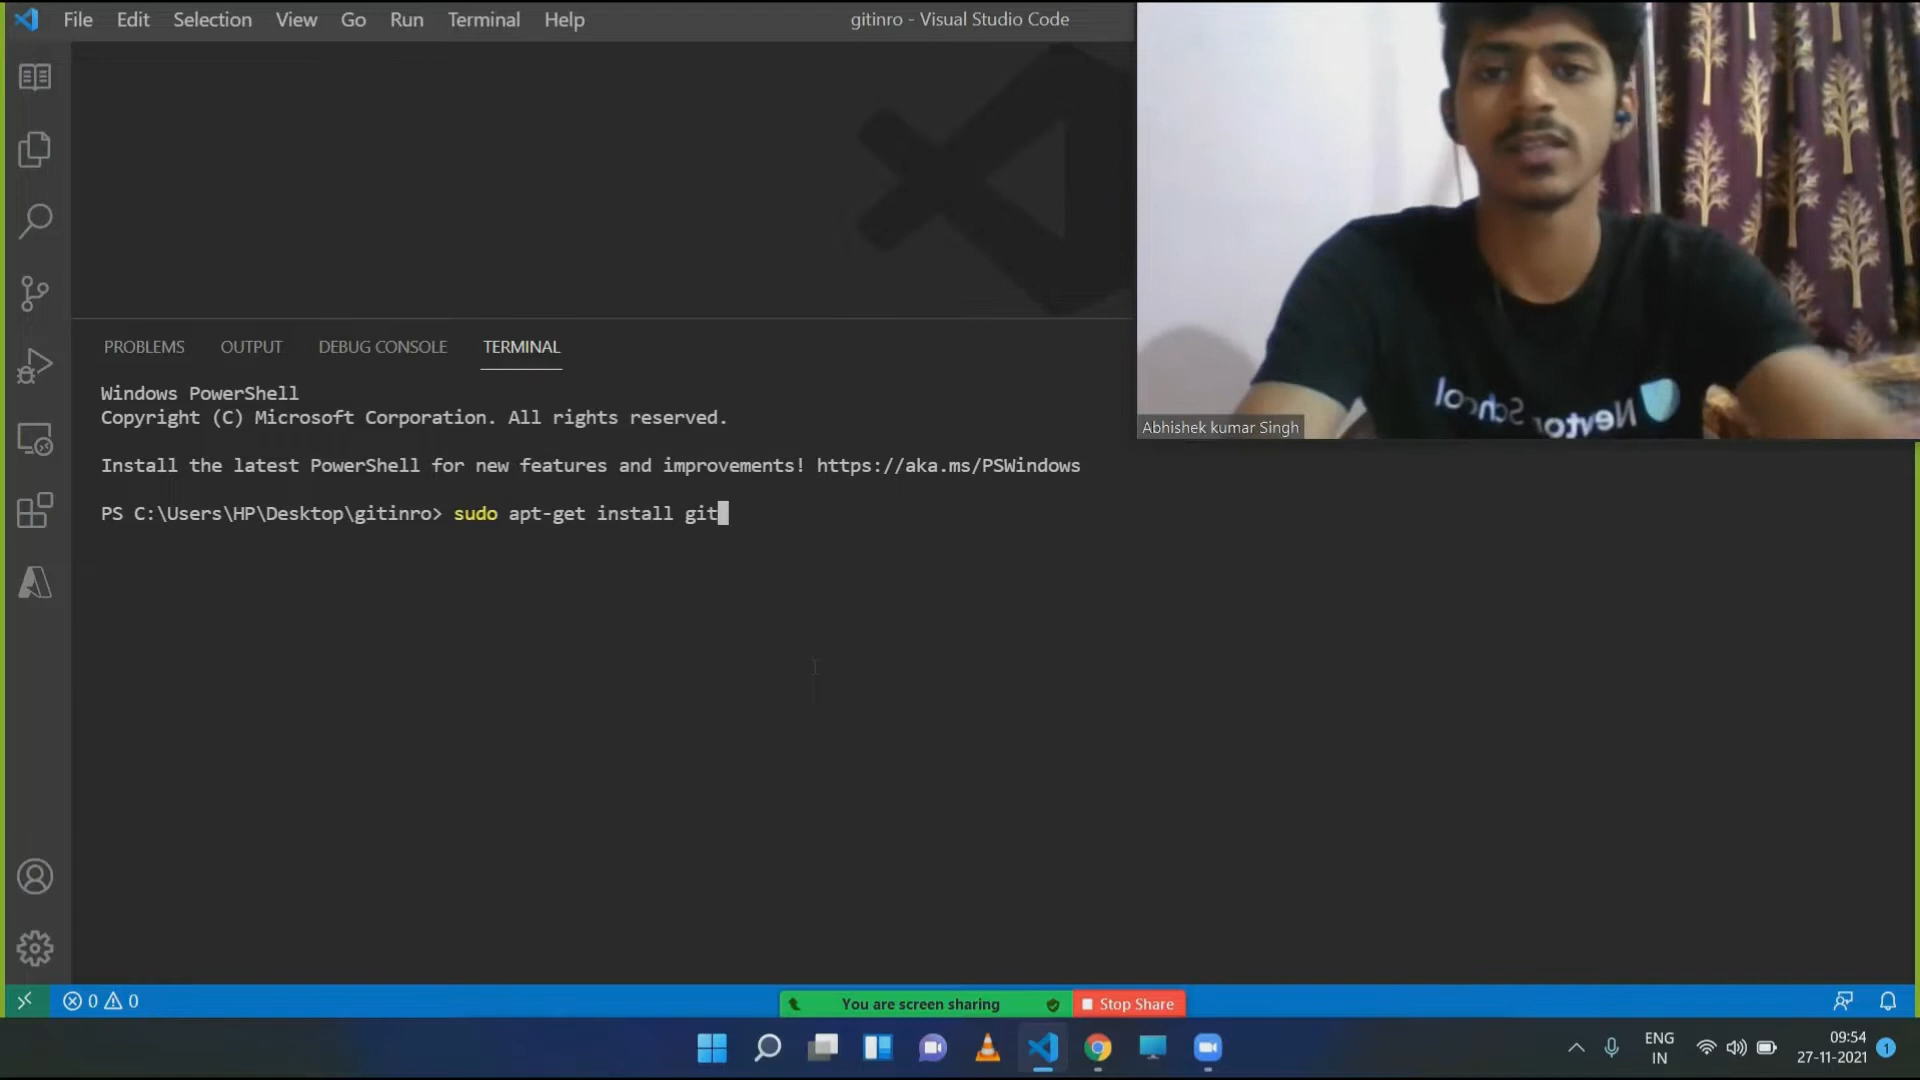 File Edit Selection View Go Run Terminal Help
gitinro - Visual Studio Code
Newton School
Abhishek kumar Singh
PROBLEMS OUTPUT DEBUG CONSOLE TERMINAL
Windows PowerShell
Copyright (C) Microsoft Corporation. All rights reserved.
Install the latest PowerShell for new features and improvements! https://aka.ms/PSWindows
PS C:\Users\HP\Desktop\gitinro> sudo apt-get install git
0 0
You are screen sharing
Stop Share
ENG
IN
09:54
27-11-2021
1